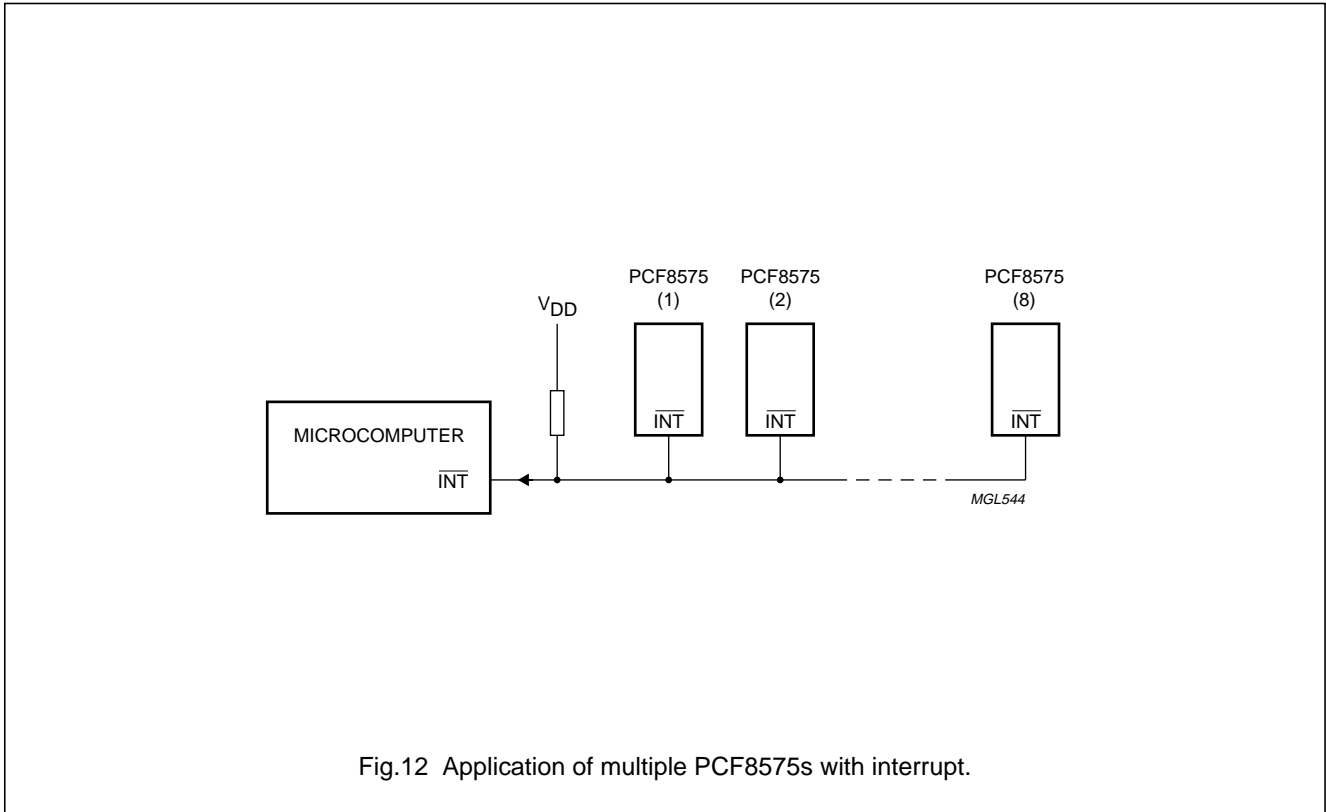 PCF8575
(1)
PCF8575
(2)
PCF8575
(8)
VDD
INT
INT
INT
MICROCOMPUTER
INT
MGL544
Fig.12 Application of multiple PCF8575s with interrupt.